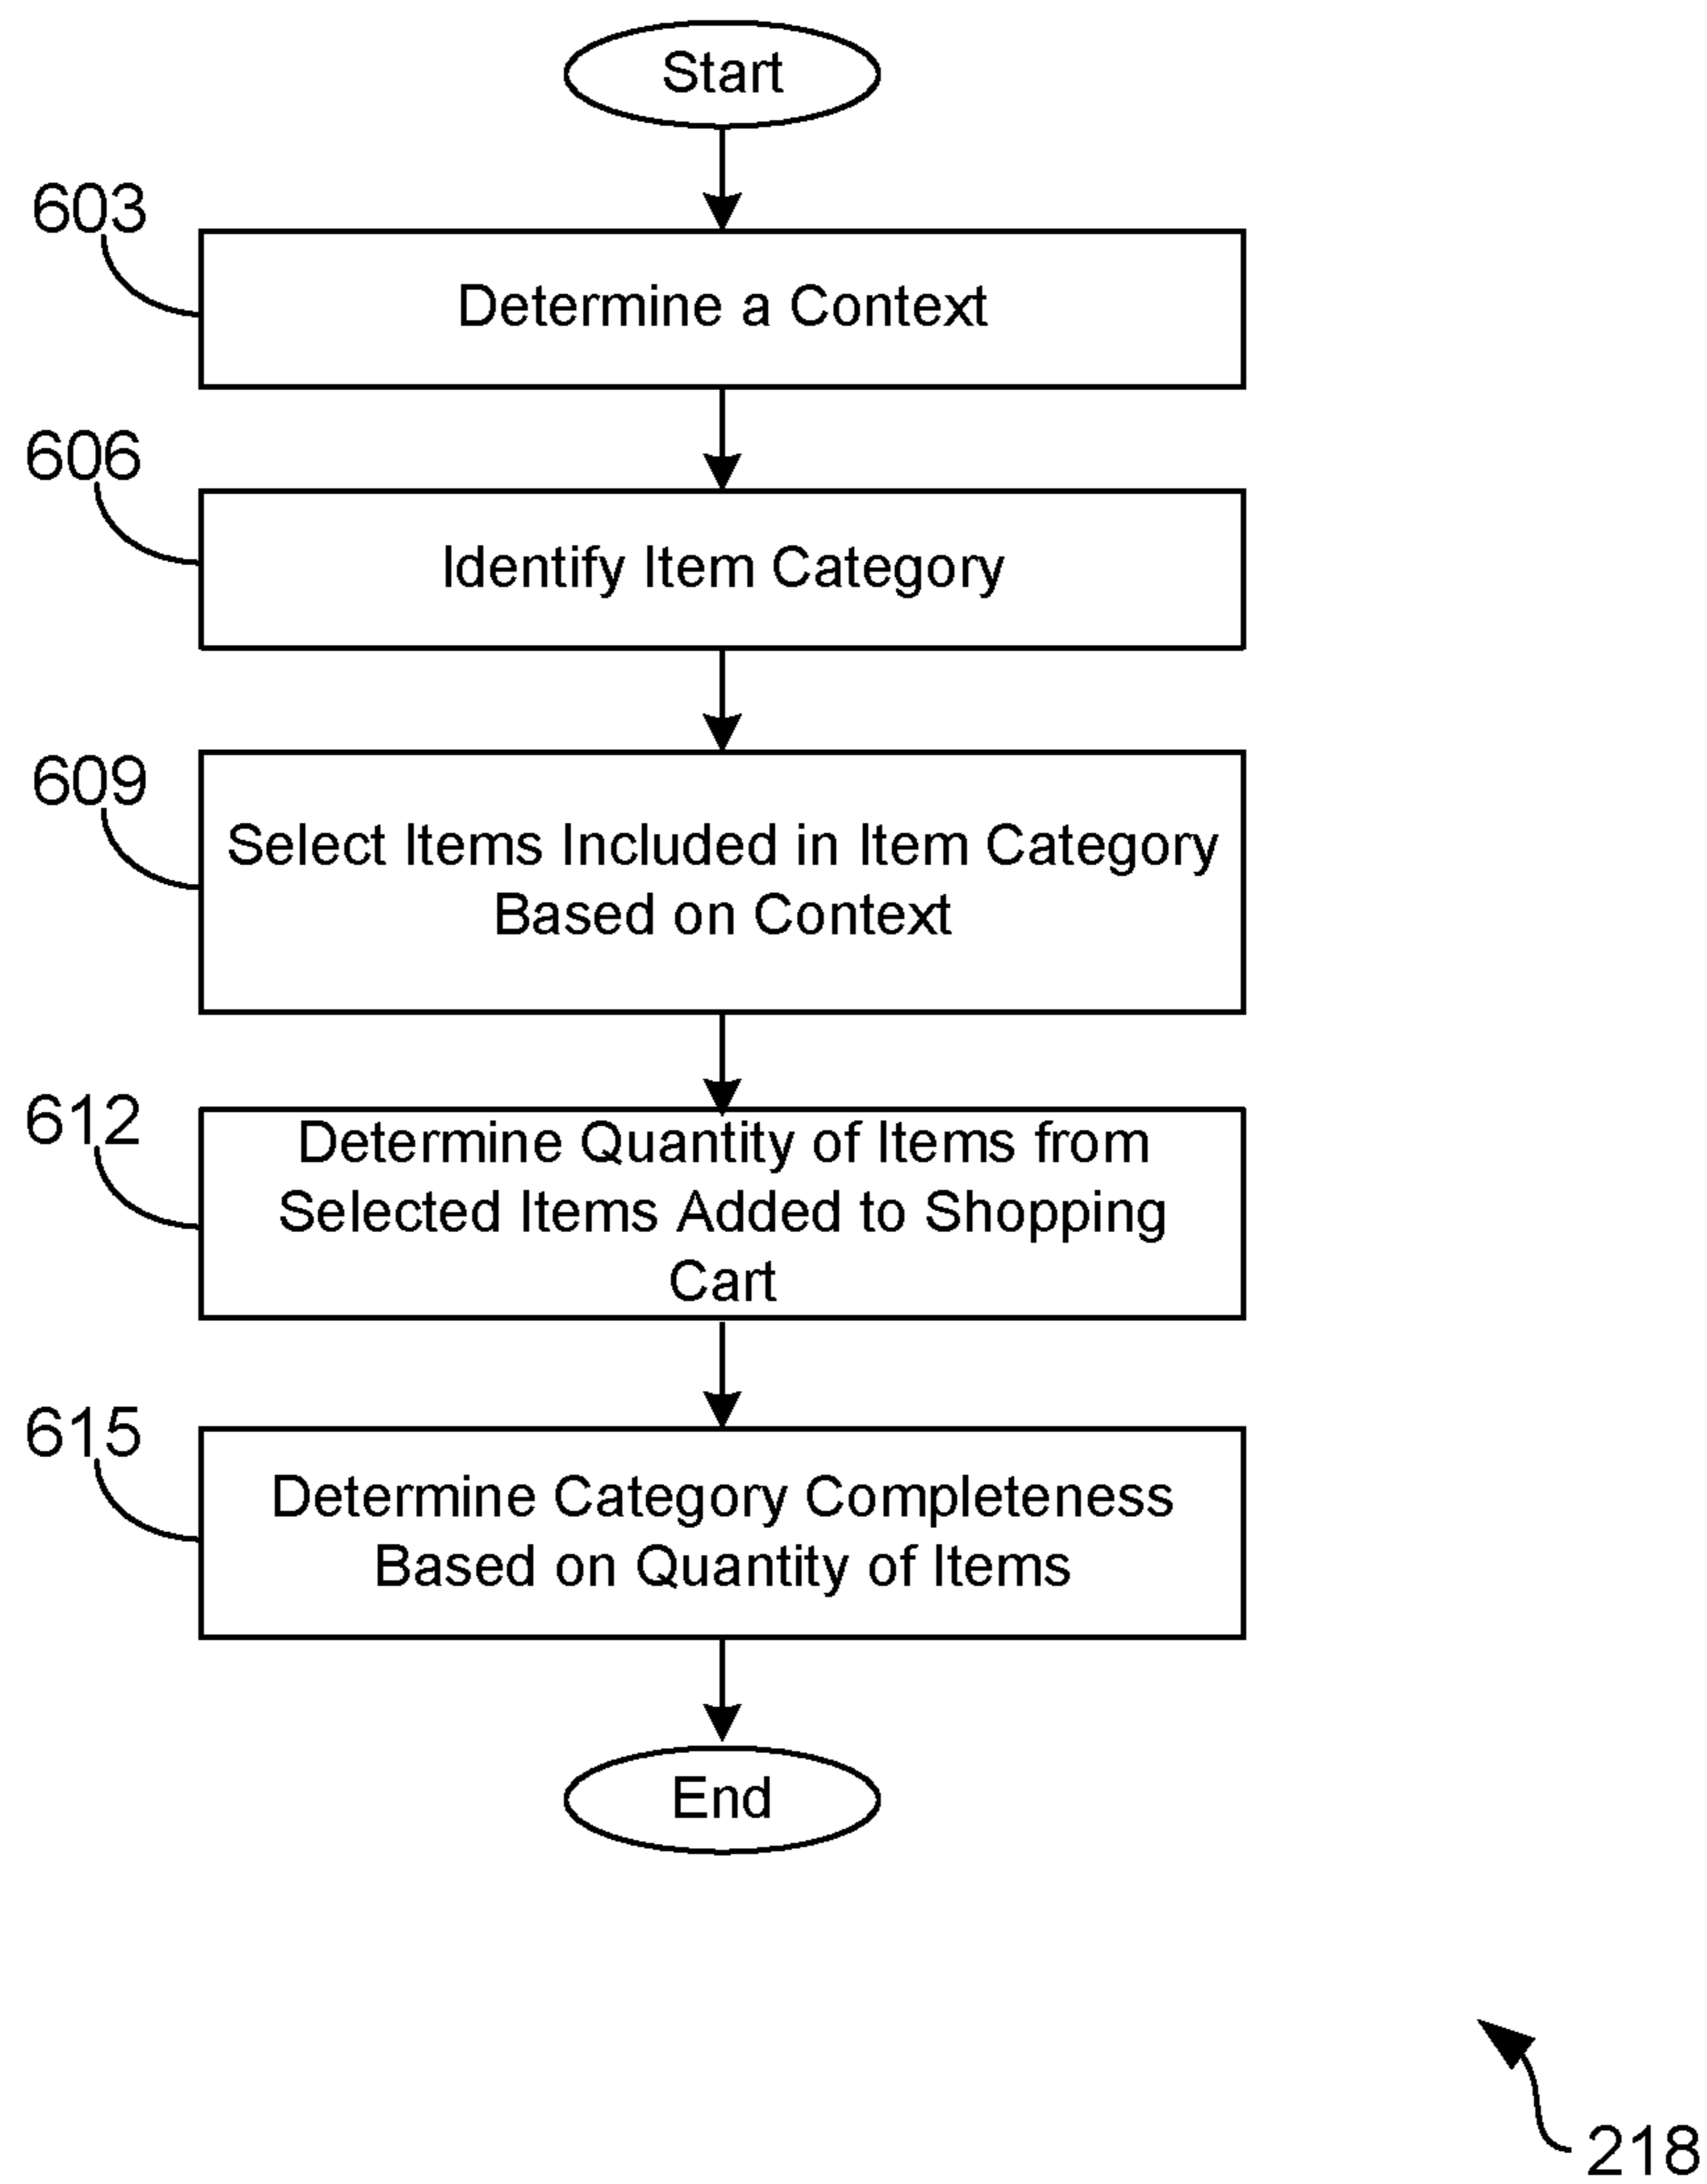 Start
603
Determine a Context
606
Identify Item Category
609
Select Items Included in Item Category
Based on Context
612
Determine Quantity of Items from
Selected Items Added to Shopping
Cart
615
Determine Category Completeness
Based on Quantity of Items
End
218